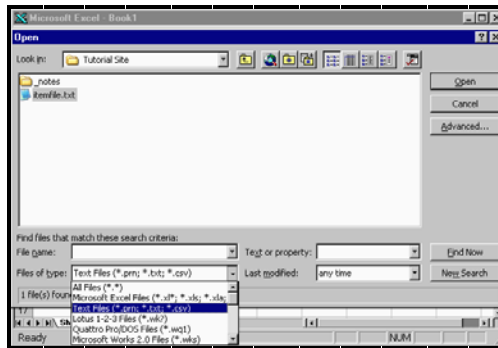 Microsoft Excel - Book1
Open
Look in: Tutorial Site
_notes
itemfile.txt
Open
Cancel
Advanced...
Find files that match these search criteria:
File name: Text or property: Find Now
Files of type: Text Files (*.prn; *.txt; *.csv) Last modified: any time New Search
1 file(s) foun
All Files (*.*)
Microsoft Excel Files (*.xl*; *.xls; *.xla;
Text Files (*.prn; *.txt; *.csv)
Lotus 1-2-3 Files (*.wk?)
Quattro Pro/DOS Files (*.wq1)
Microsoft Works 2.0 Files (*.wks)
17
Ready NUM